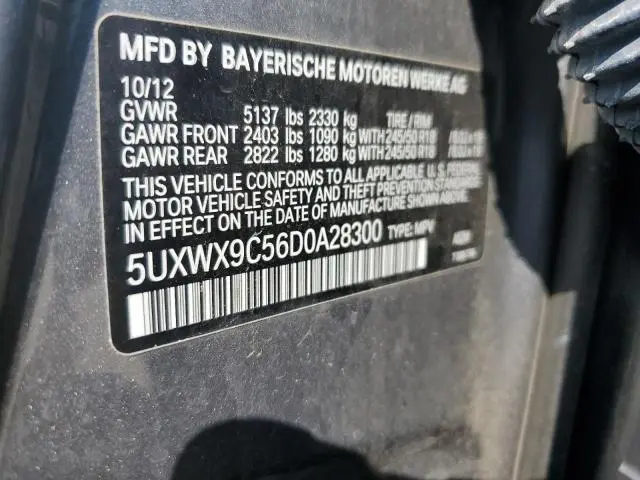 MFD BY BAYERISCHE MOTOREN WERKE AG
10/12
GVWR 5137 lbs 2330 kg TIRE / RIM
GAWR FRONT 2403 lbs 1090 kg WITH 245/50 R18
GAWR REAR 2822 lbs 1280 kg WITH 245/50 R18
THIS VEHICLE CONFORMS TO ALL APPLICABLE U.S. FEDERAL
MOTOR VEHICLE SAFETY AND THEFT PREVENTION STANDARDS
IN EFFECT ON THE DATE OF MANUFACTURE SHOWN ABOVE.
5UXWX9C56D0A28300 TYPE: MPV